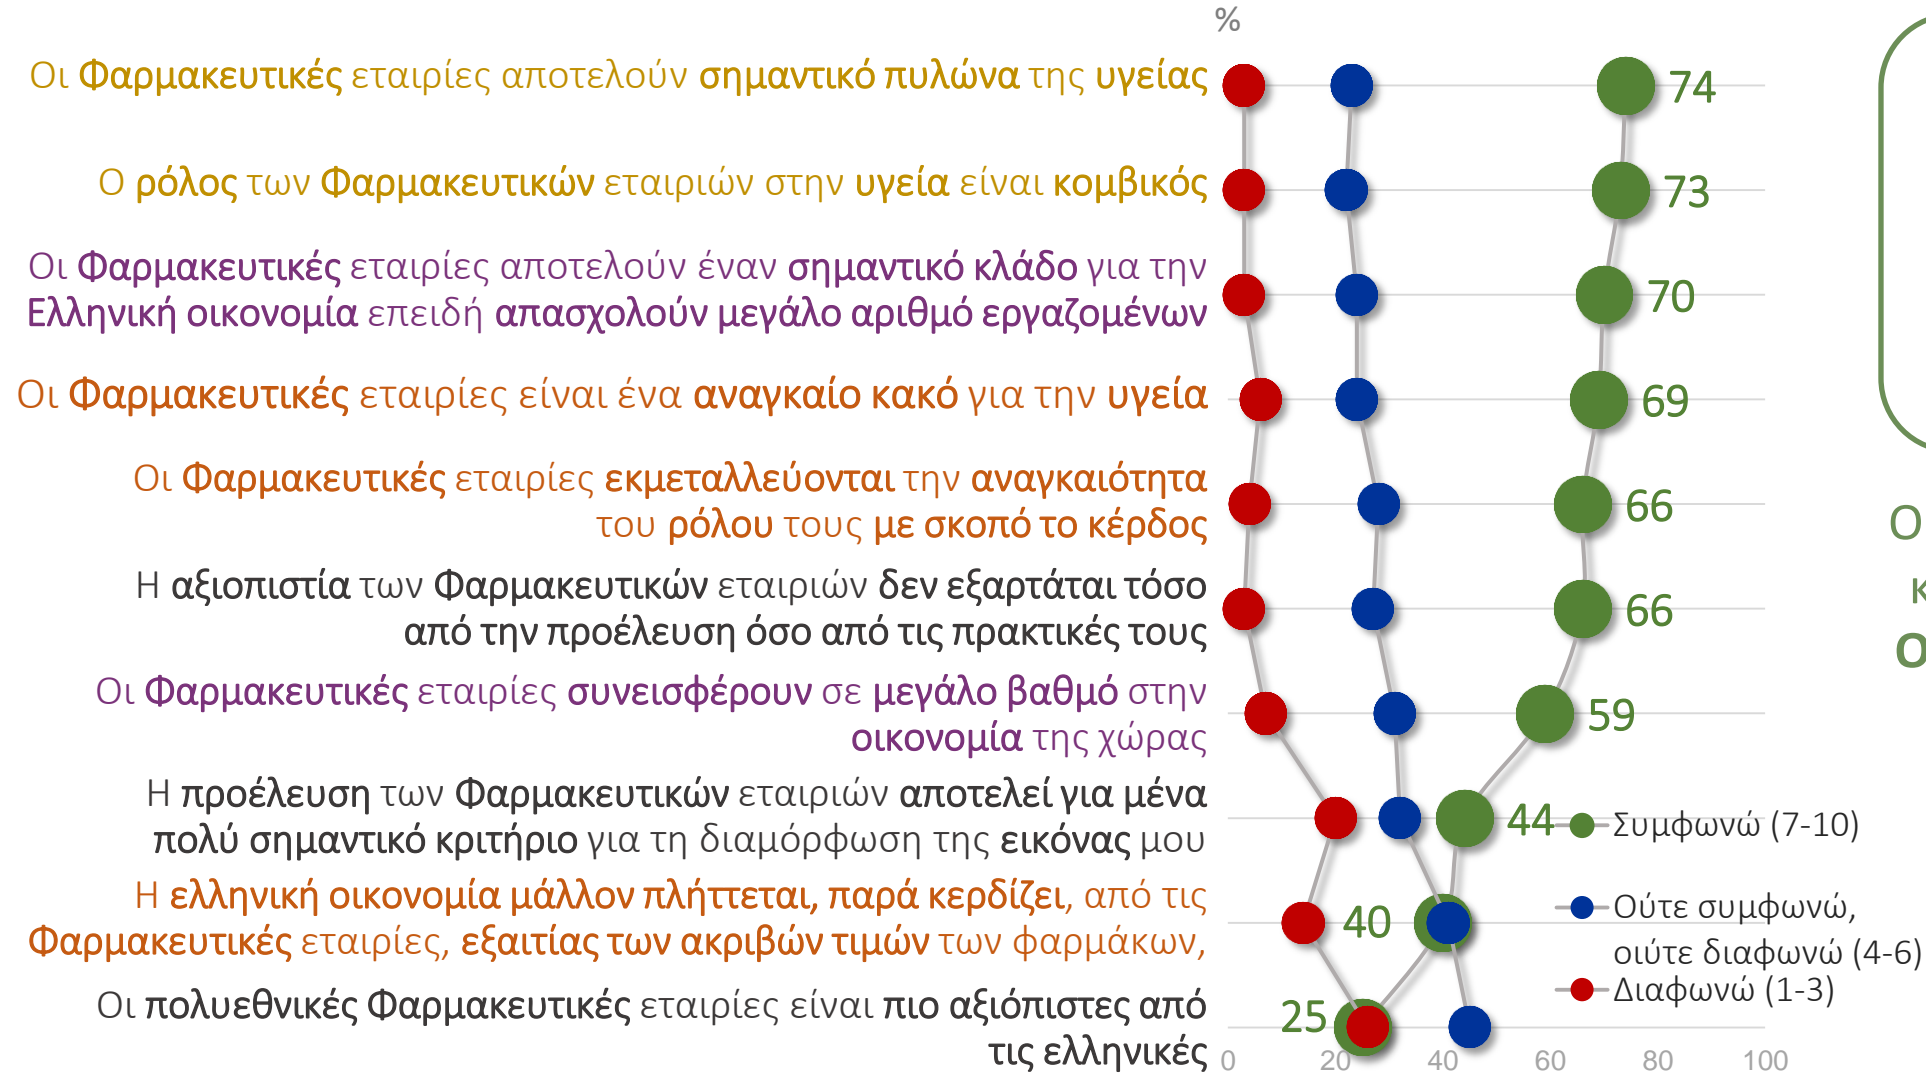 %
Οι Φαρμακευτικές εταιρίες αποτελούν σημαντικό πυλώνα της υγείας
74
Ο ρόλος των Φαρμακευτικών εταιριών στην υγεία είναι κομβικός
73
Οι Φαρμακευτικές εταιρίες αποτελούν έναν σημαντικό κλάδο για την
Ελληνική οικονομία επειδή απασχολούν μεγάλο αριθμό εργαζομένων
70
Οι Φαρμακευτικές εταιρίες είναι ένα αναγκαίο κακό για την υγεία
69
Οι Φαρμακευτικές εταιρίες εκμεταλλεύονται την αναγκαιότητα
του ρόλου τους με σκοπό το κέρδος
66
Η αξιοπιστία των Φαρμακευτικών εταιριών δεν εξαρτάται τόσο
από την προέλευση όσο από τις πρακτικές τους
66
Οι Φαρμακευτικές εταιρίες συνεισφέρουν σε μεγάλο βαθμό στην
οικονομία της χώρας
59
Η προέλευση των Φαρμακευτικών εταιριών αποτελεί για μένα
πολύ σημαντικό κριτήριο για τη διαμόρφωση της εικόνας μου
44
Η ελληνική οικονομία μάλλον πλήττεται, παρά κερδίζει, από τις
Φαρμακευτικές εταιρίες, εξαιτίας των ακριβών τιμών των φαρμάκων,
40
Οι πολυεθνικές Φαρμακευτικές εταιρίες είναι πιο αξιόπιστες από
τις ελληνικές
25
0 20 40 60 80 100
Συμφωνώ (7-10)
Ούτε συμφωνώ,
οιύτε διαφωνώ (4-6)
Διαφωνώ (1-3)